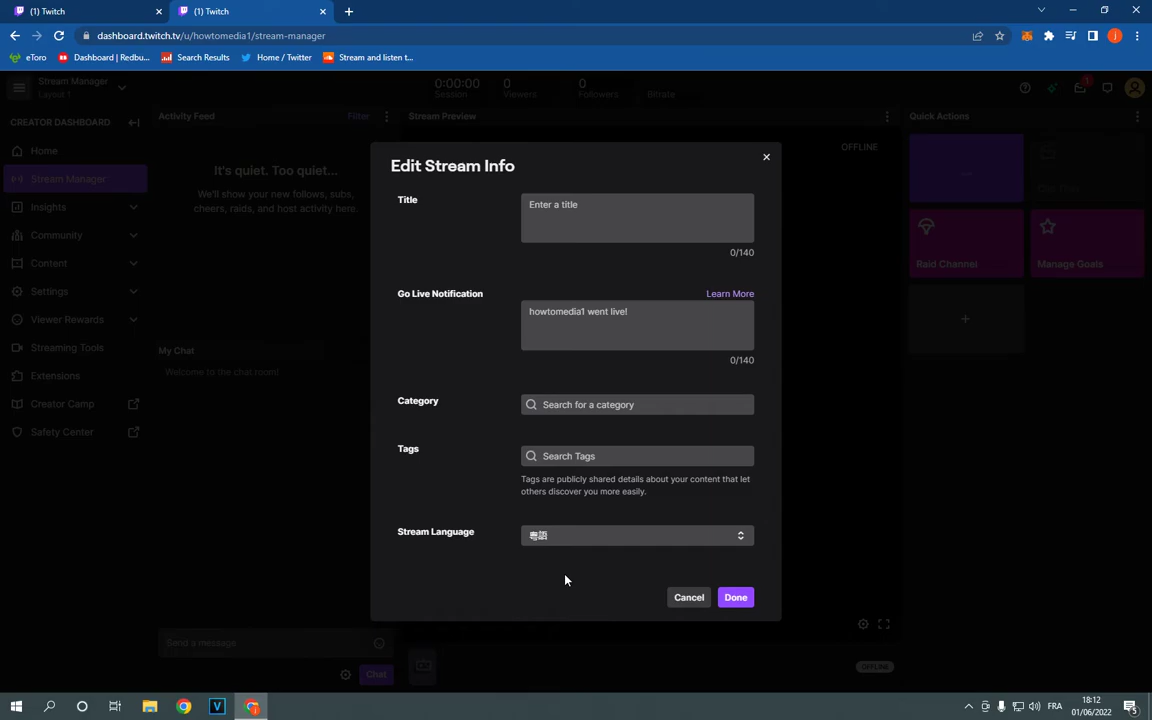 (1) Twitch
(1) Twitch
dashboard.twitch.tv/u/howtomedia1/stream-manager
eToro
Dashboard | Redbu...
Search Results
Home / Twitter
Stream and listen t...
Stream Manager
Layout 1
0:00:00
Session
0
Viewers
0
Followers
Bitrate
1
CREATOR DASHBOARD
Home
Stream Manager
Insights
Community
Content
Settings
Viewer Rewards
Streaming Tools
Extensions
Creator Camp
Safety Center
Activity Feed
Filter
It's quiet. Too quiet...
We'll show your new follows, subs,
cheers, raids, and host activity here.
My Chat
Welcome to the chat room!
Send a message
Chat
Stream Preview
OFFLINE
Edit Stream Info
Title
Enter a title
0/140
Go Live Notification
Learn More
howtomedia1 went live!
0/140
Category
Search for a category
Tags
Search Tags
Tags are publicly shared details about your content that let
others discover you more easily.
Stream Language
粵語
Cancel
Done
OFFLINE
Quick Actions
...
Raid Channel
Manage Goals
FRA
18:12
01/06/2022
5